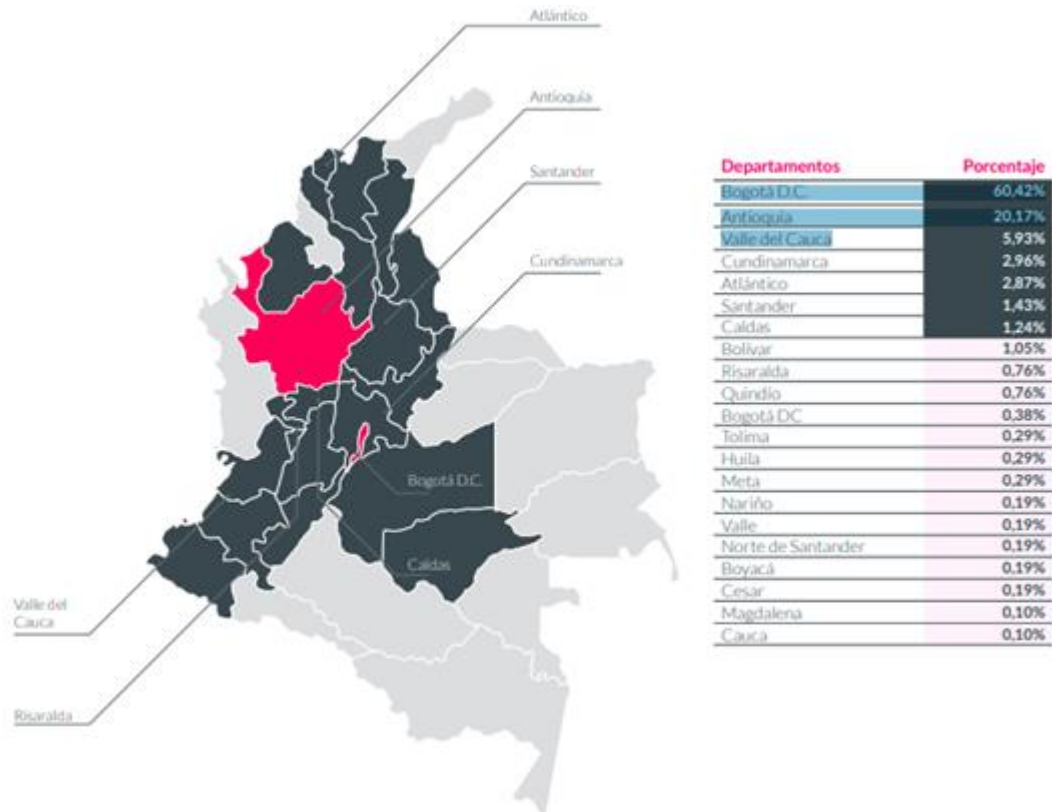 Atlántico
Antioquia
Santander
Cundinamarca
Bogotá D.C.
Caldas
Valle del
Cauca
Risaralda
Departamentos Porcentaje
Bogotá D.C. 60,42%
Antioquia 20,17%
Valle del Cauca 5,93%
Cundinamarca 2,96%
Atlántico 2,87%
Santander 1,43%
Caldas 1,24%
Bolívar 1,05%
Risaralda 0,76%
Quindío 0,76%
Bogotá DC 0,38%
Tolima 0,29%
Huila 0,29%
Meta 0,29%
Nariño 0,19%
Valle 0,19%
Norte de Santander 0,19%
Boyacá 0,19%
Cesar 0,19%
Magdalena 0,10%
Cauca 0,10%